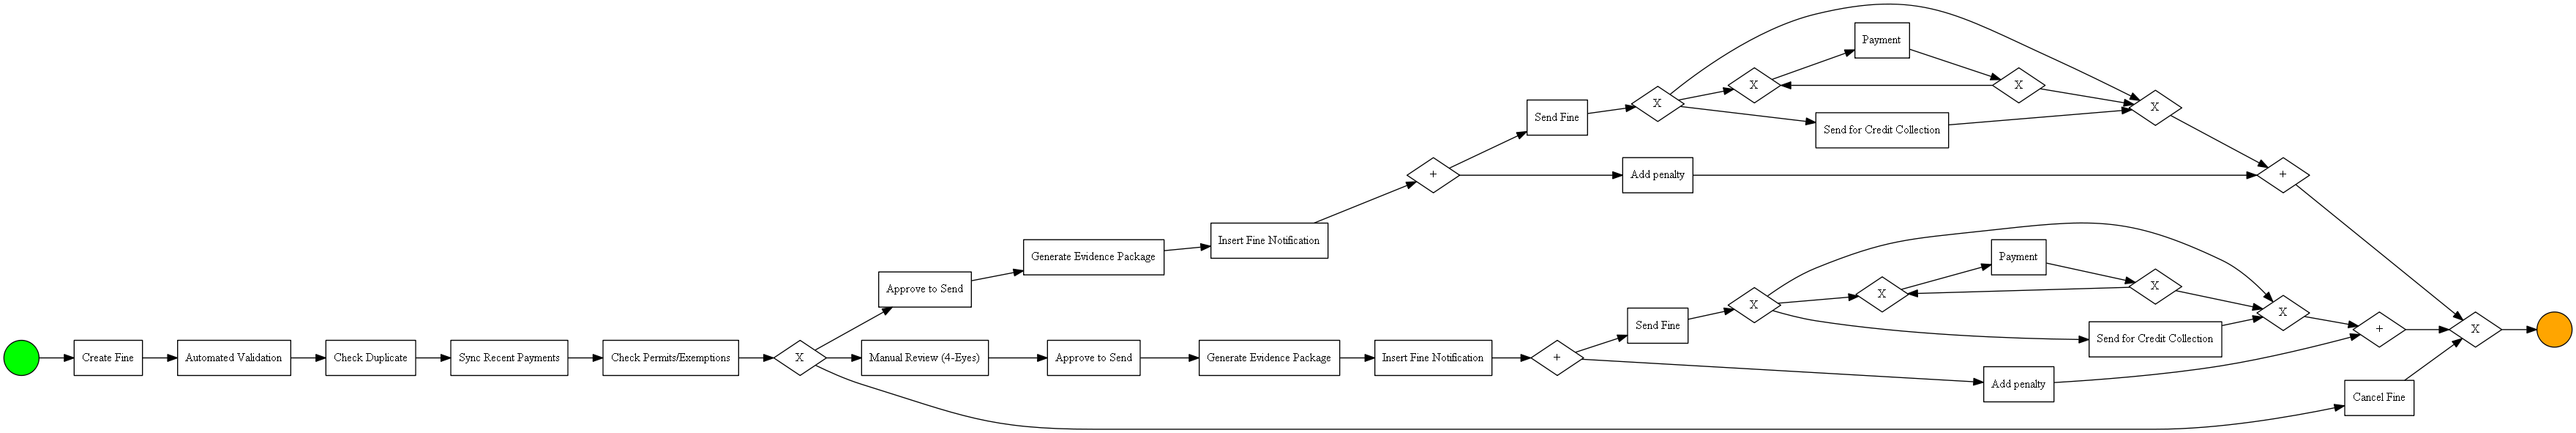 Payment
X
X
Send Fine
X
X
Send for Credit Collection
+
Add penalty
+
Insert Fine Notification
Generate Evidence Package
Approve to Send
Payment
X
X
Send Fine
X
X
Send for Credit Collection
+
Create Fine
Automated Validation
Check Duplicate
Sync Recent Payments
Check Permits/Exemptions
X
Manual Review (4-Eyes)
Approve to Send
Generate Evidence Package
Insert Fine Notification
+
X
Add penalty
Cancel Fine